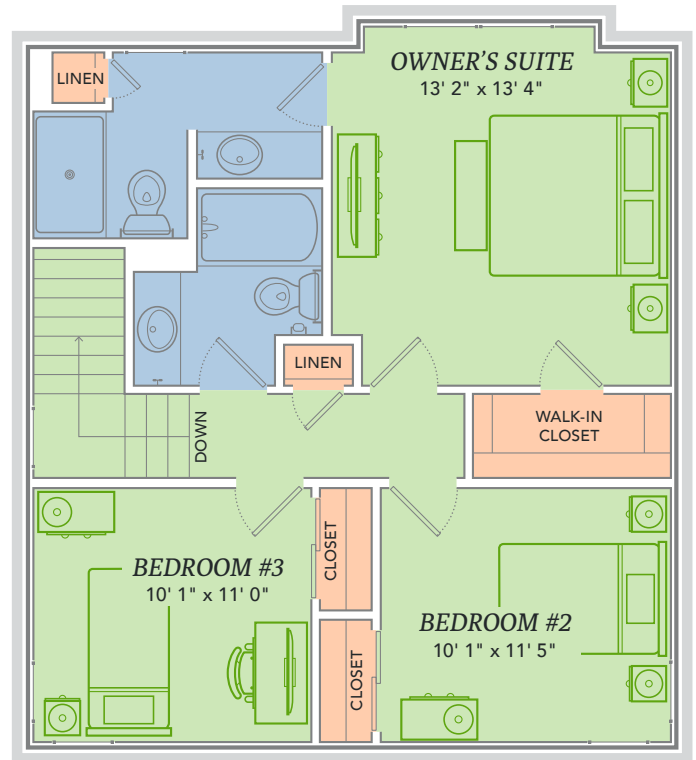 LINEN
OWNER'S SUITE
13' 2" x 13' 4"
LINEN
WALK-IN
CLOSET
DOWN
BEDROOM #3
10' 1" x 11' 0"
CLOSET
BEDROOM #2
10' 1" x 11' 5"
CLOSET